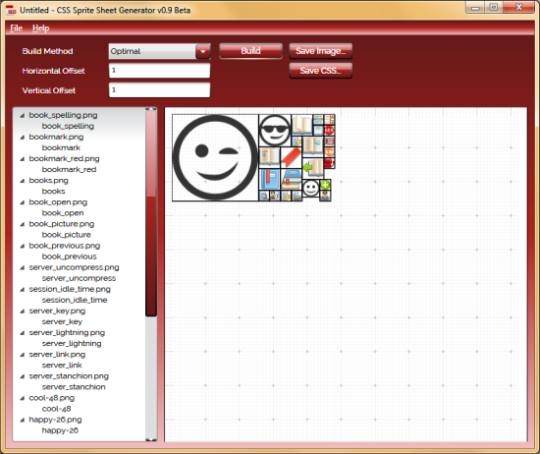 Untitled - CSS Sprite Sheet Generator v0.9 Beta
File Help
Build Method Optimal Build Save Image...
Horizontal Offset 1 Save CSS...
Vertical Offset 1
book_spelling.png
book_spelling
bookmark.png
bookmark
bookmark_red.png
bookmark_red
books.png
books
book_open.png
book_open
book_picture.png
book_picture
book_previous.png
book_previous
server_uncompress.png
server_uncompress
session_idle_time.png
session_idle_time
server_key.png
server_key
server_lightning.png
server_lightning
server_link.png
server_link
server_stanchion.png
server_stanchion
cool-48.png
cool-48
happy-26.png
happy-26